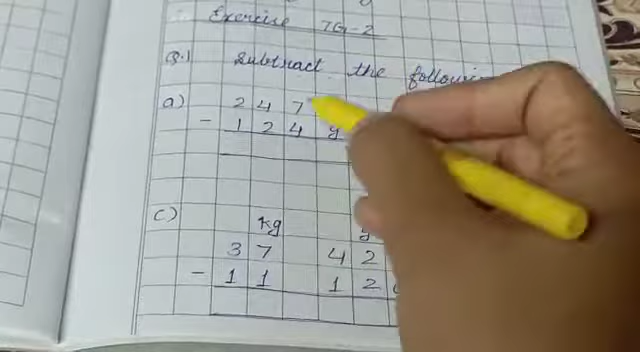 Exercise 7G-2
Q.1 Subtract the
a) 2 4 7
- 1 2 4 g
c) kg g
3 7 4 2
- 1 1 1 2